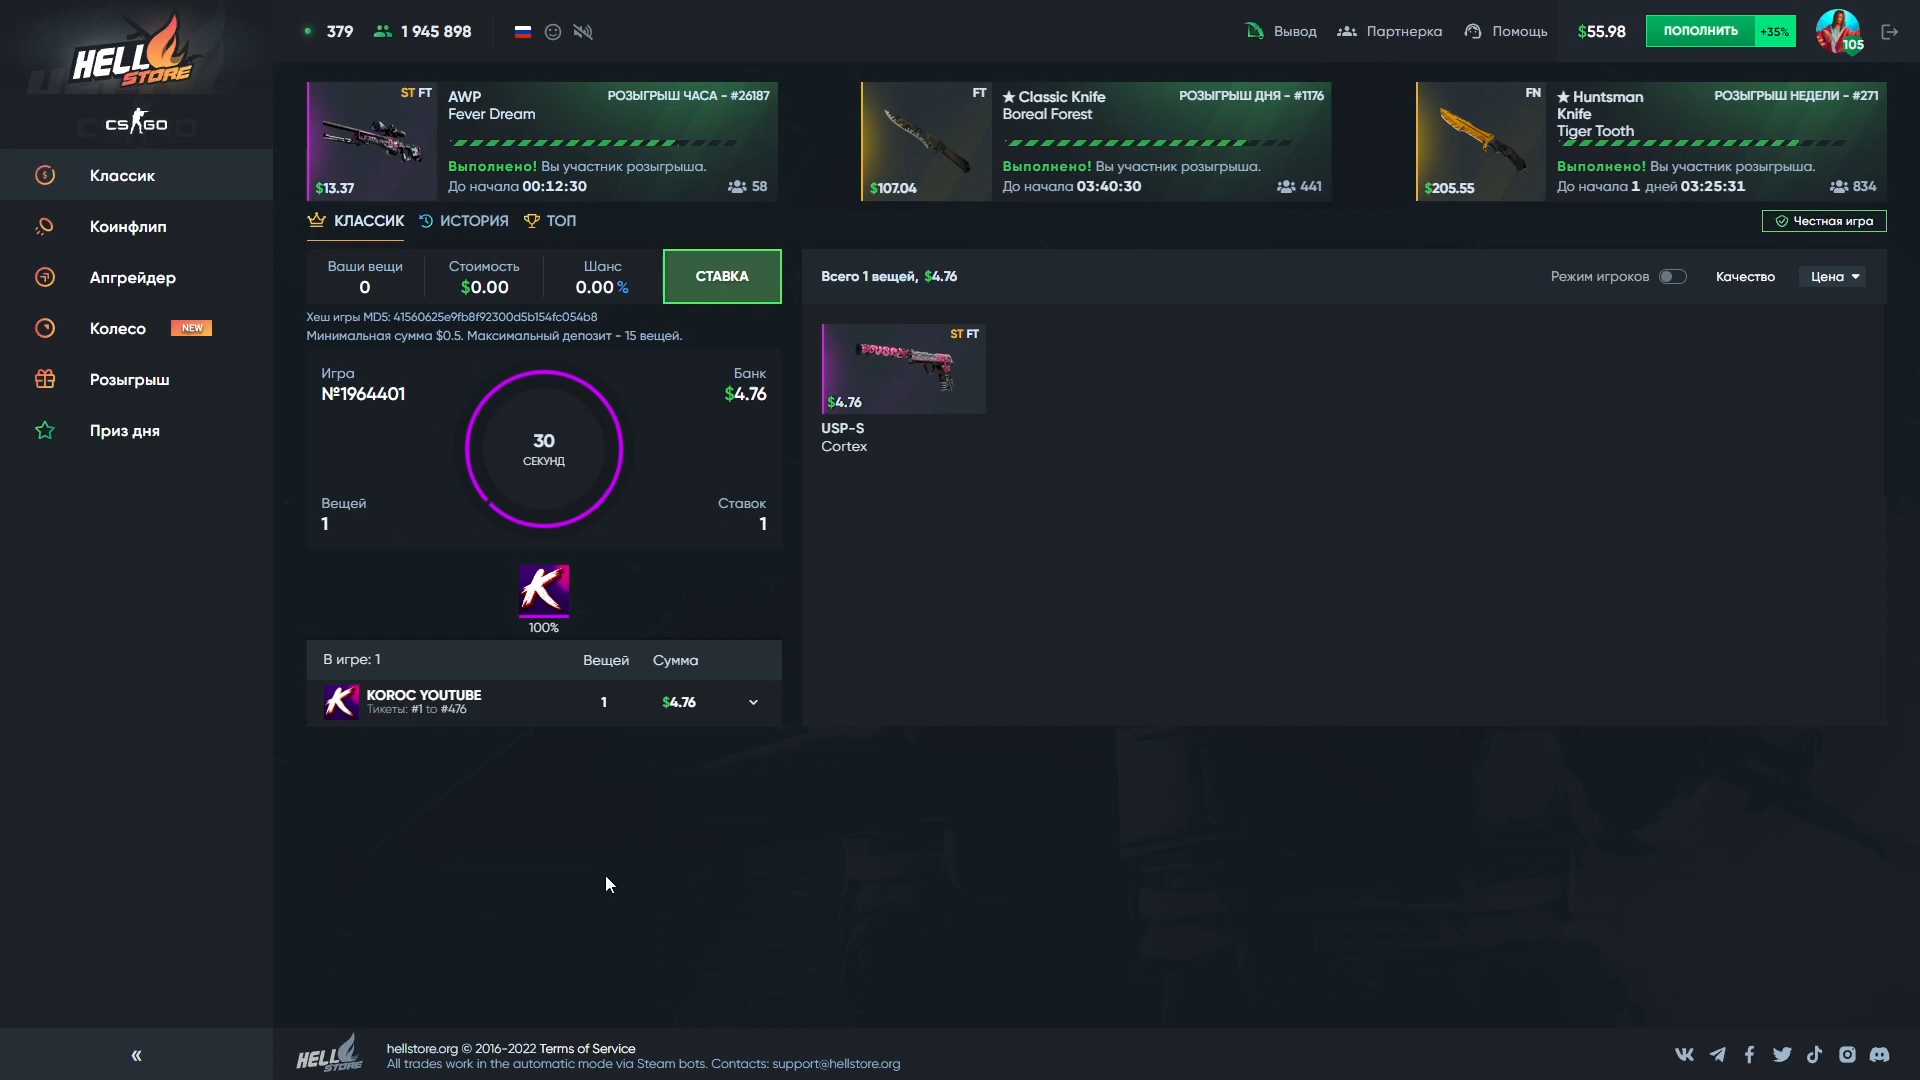 HELL STORE
379
1 945 898
Вывод
Партнерка
Помощь
$55.98
ПОПОЛНИТЬ
+35%
105
CS GO
Классик
Коинфлип
Апгрейдер
Колесо NEW
Розыгрыш
Приз дня
«
ST FT
$13.37
AWP
Fever Dream
РОЗЫГРЫШ ЧАСА - #26187
Выполнено! Вы участник розыгрыша.
До начала 00:12:30
58
FT
$107.04
★ Classic Knife
Boreal Forest
РОЗЫГРЫШ ДНЯ - #1176
Выполнено! Вы участник розыгрыша.
До начала 03:40:30
441
FN
$205.55
★ Huntsman
Knife
Tiger Tooth
РОЗЫГРЫШ НЕДЕЛИ - #271
Выполнено! Вы участник розыгрыша.
До начала 1 дней 03:25:31
834
КЛАССИК
ИСТОРИЯ
ТОП
Честная игра
Ваши вещи
0
Стоимость
$0.00
Шанс
0.00 %
СТАВКА
Хеш игры MD5: 41560625e9fb8f92300d5b154fc054b8
Минимальная сумма $0.5. Максимальный депозит - 15 вещей.
Игра
№1964401
Банк
$4.76
30
СЕКУНД
Вещей
1
Ставок
1
K
100%
В игре: 1
Вещей
Сумма
K
KOROC YOUTUBE
Тикеты: #1 to #476
1
$4.76
Всего 1 вещей, $4.76
Режим игроков
Качество
Цена
ST FT
$4.76
USP-S
Cortex
HELL STORE
hellstore.org © 2016-2022 Terms of Service
All trades work in the automatic mode via Steam bots. Contacts: support@hellstore.org